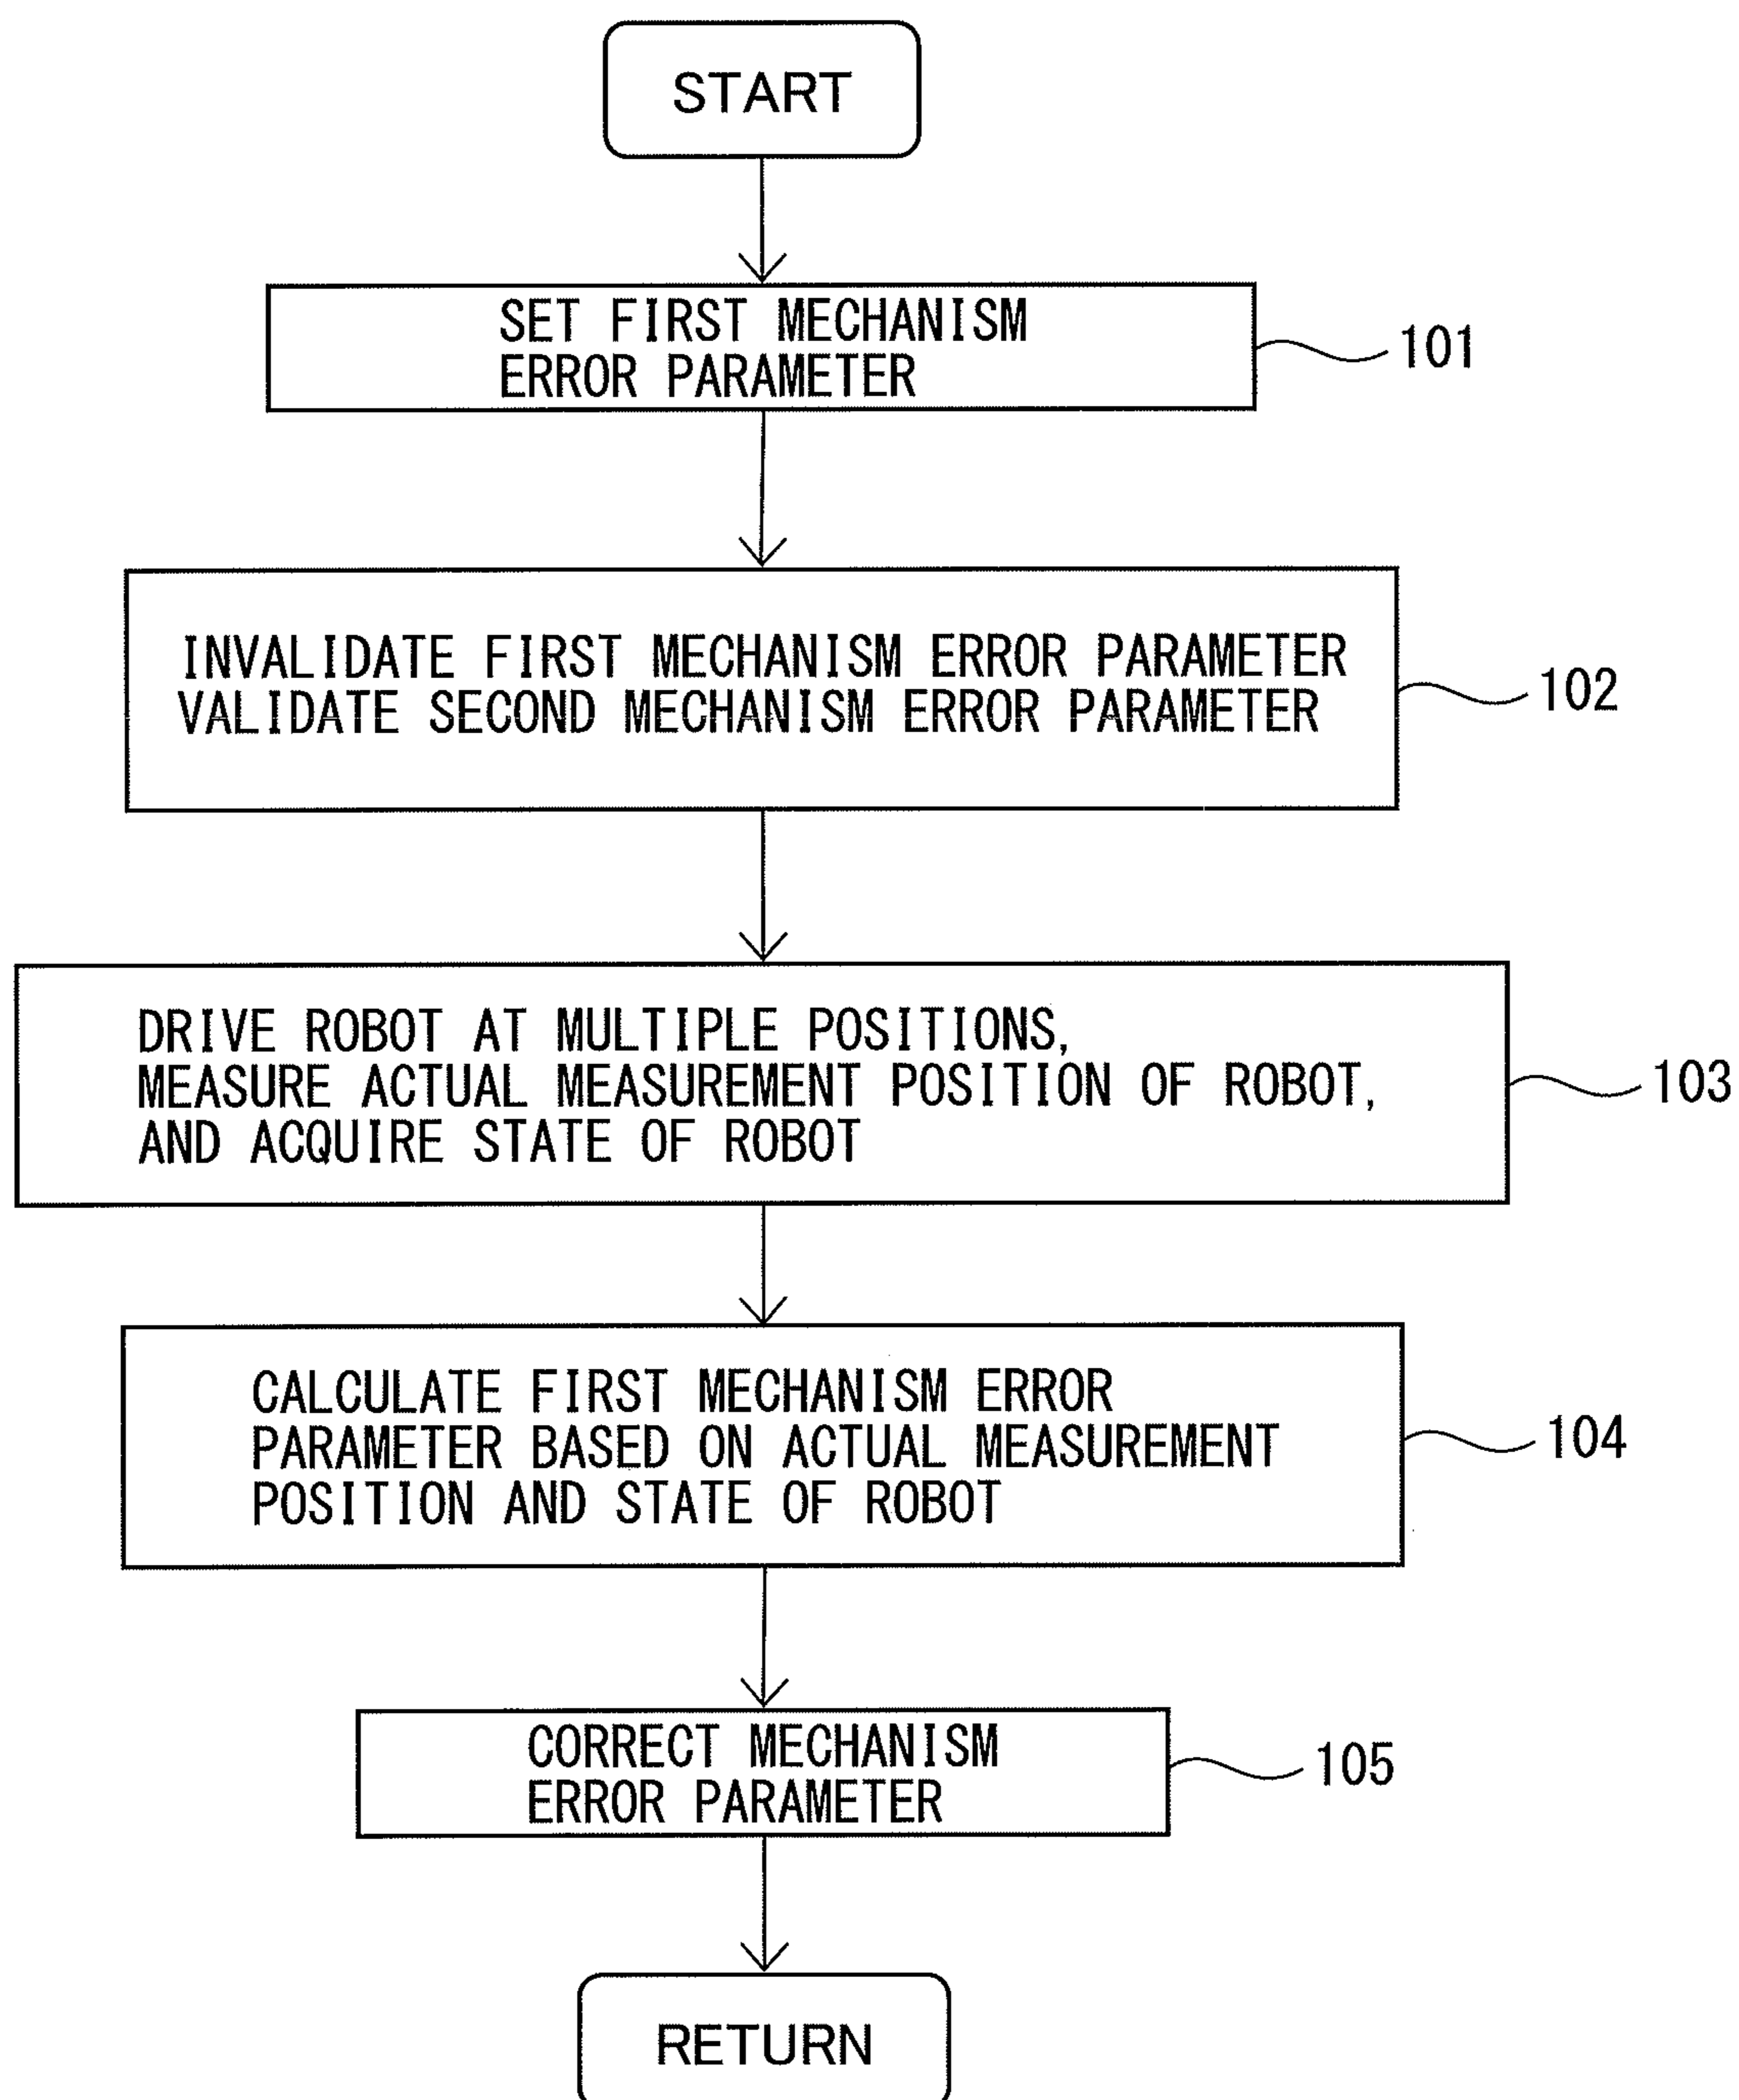 START
SET FIRST MECHANISM
ERROR PARAMETER
101
INVALIDATE FIRST MECHANISM ERROR PARAMETER
VALIDATE SECOND MECHANISM ERROR PARAMETER
102
DRIVE ROBOT AT MULTIPLE POSITIONS,
MEASURE ACTUAL MEASUREMENT POSITION OF ROBOT,
AND ACQUIRE STATE OF ROBOT
103
CALCULATE FIRST MECHANISM ERROR
PARAMETER BASED ON ACTUAL MEASUREMENT
POSITION AND STATE OF ROBOT
104
CORRECT MECHANISM
ERROR PARAMETER
105
RETURN